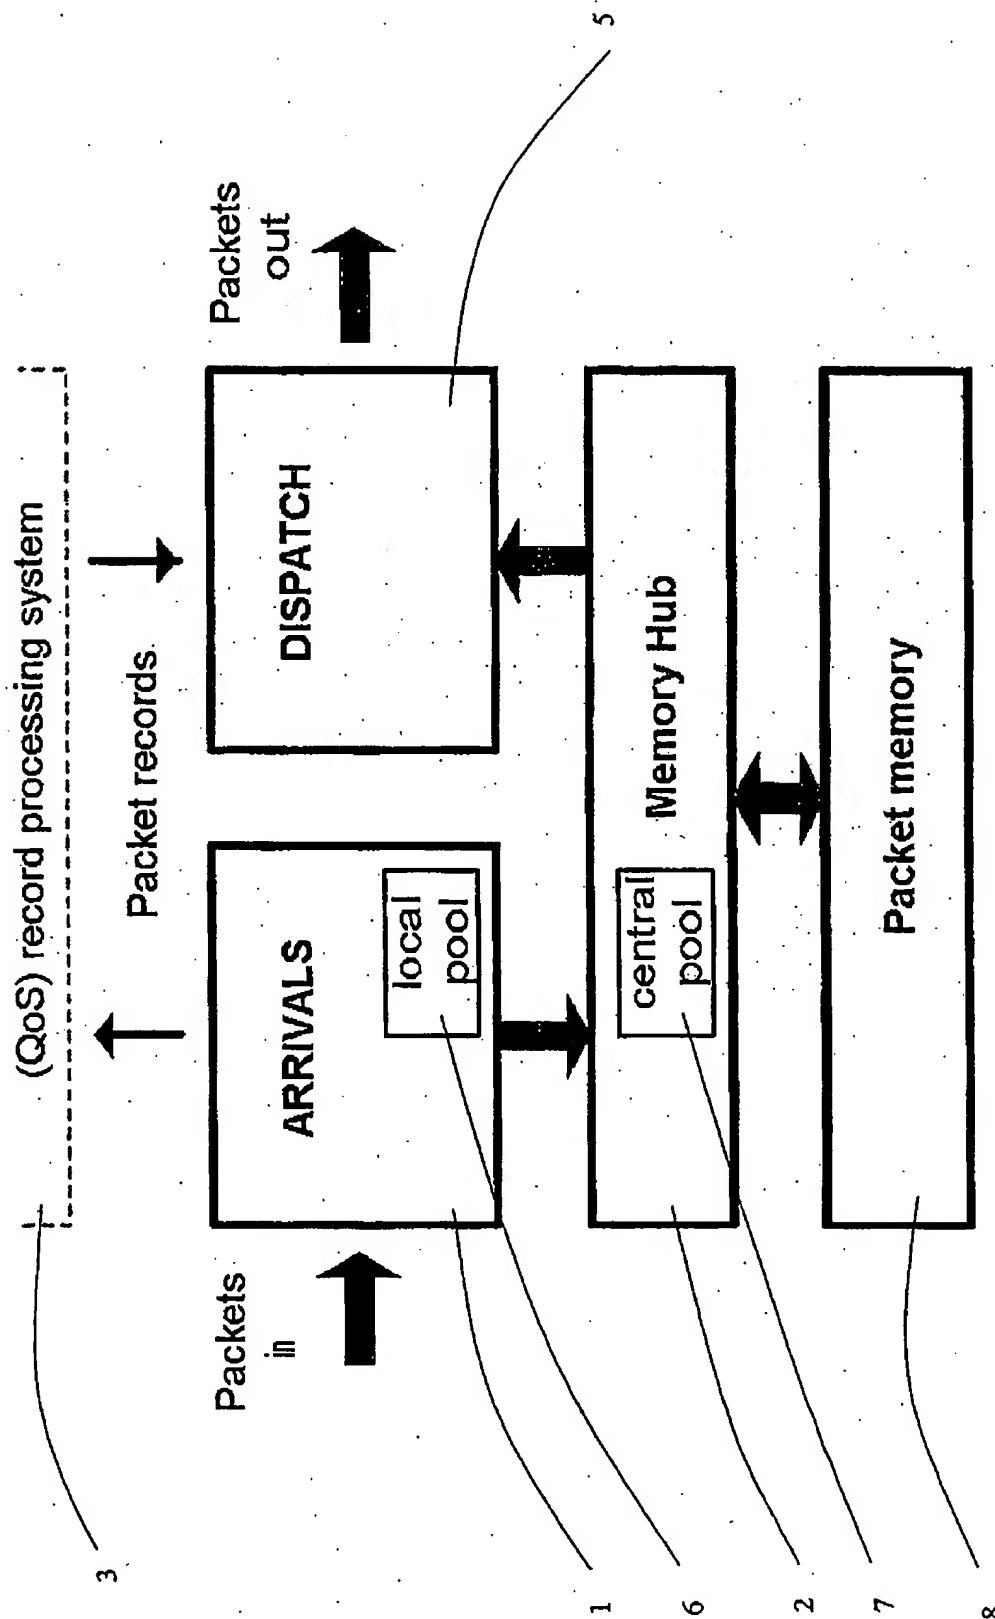 (QoS) record processing system
Packet records
Packets
in
ARRIVALS
local
pool
DISPATCH
Packets
out
central
pool
Memory Hub
Packet memory
3
5
1
6
2
7
8